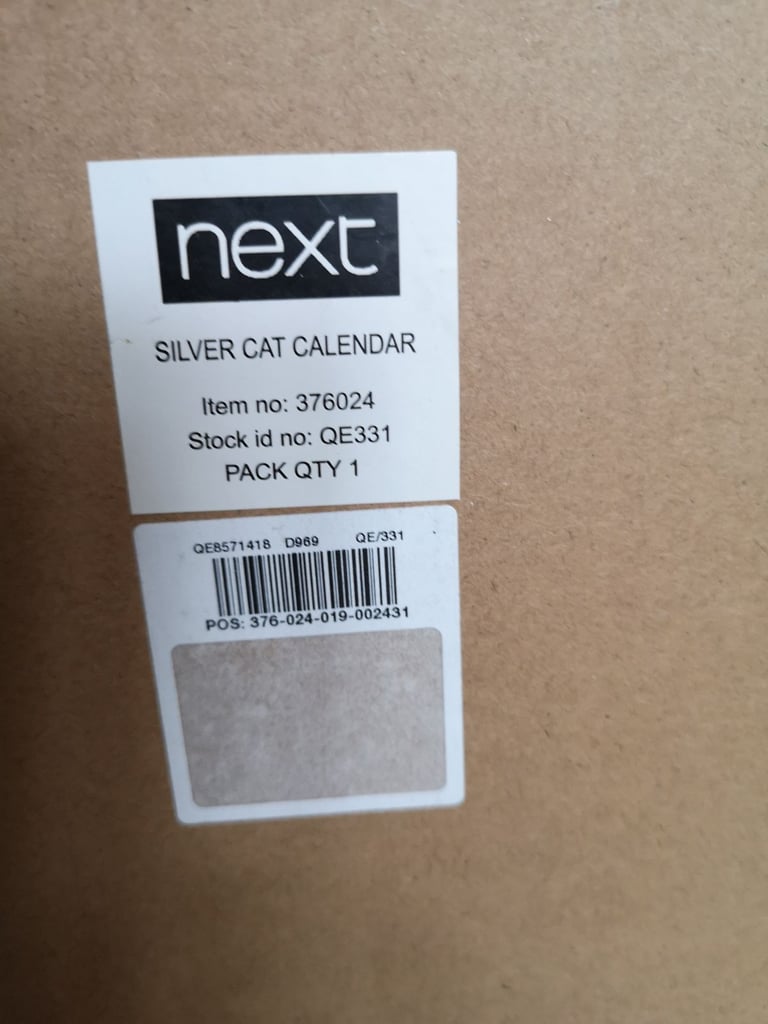 next
SILVER CAT CALENDAR
Item no: 376024
Stock id no: QE331
PACK QTY 1
QE8571418 D969 QE/331
POS: 376-024-019-002431